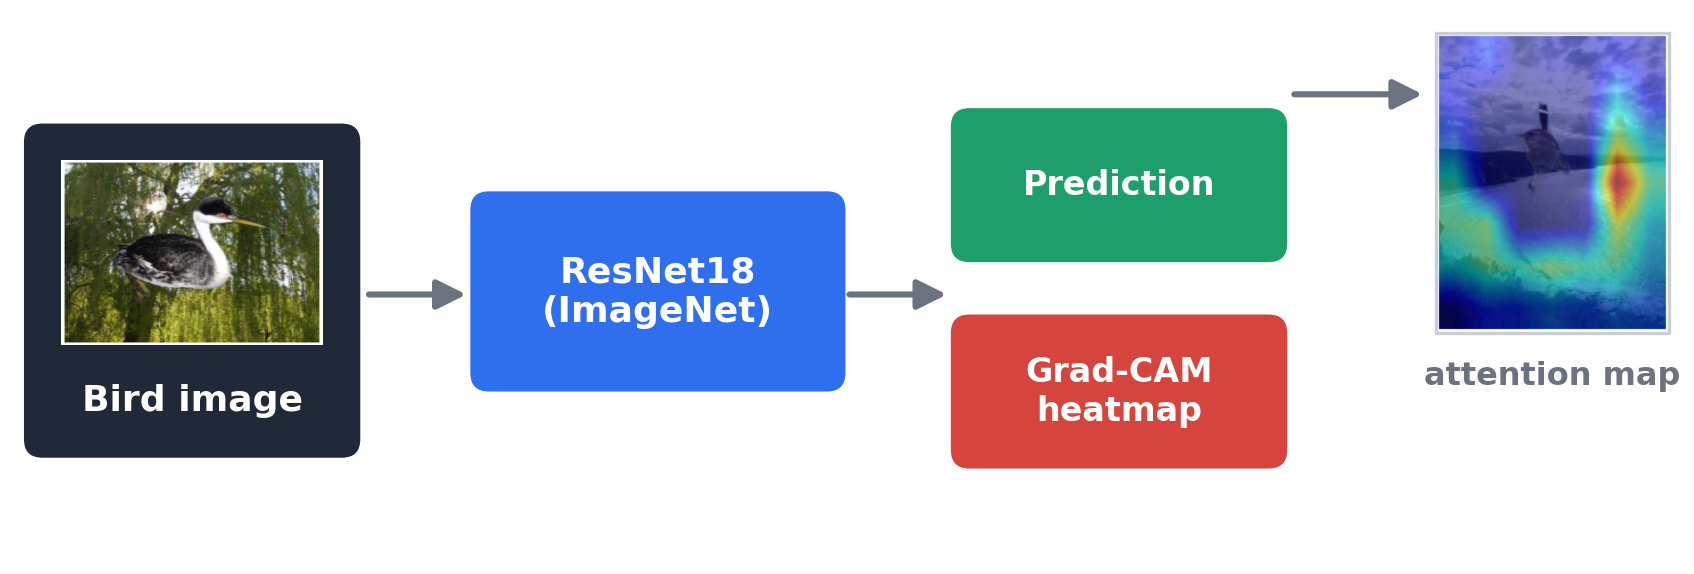 Bird image
ResNet18
(ImageNet)
Prediction
Grad-CAM
heatmap
attention map